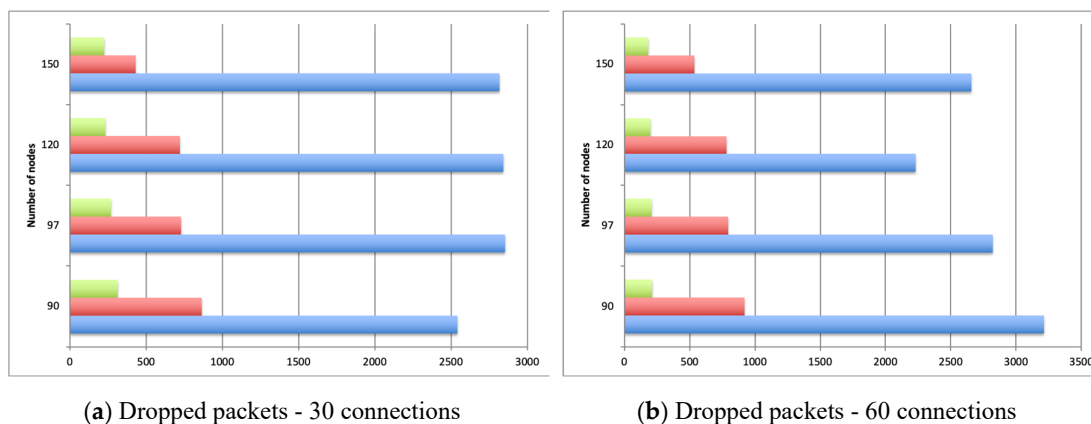 Number of nodes
150
120
97
90
0 500 1000 1500 2000 2500 3000
(a) Dropped packets - 30 connections
Number of nodes
150
120
97
90
0 500 1000 1500 2000 2500 3000 3500
(b) Dropped packets - 60 connections